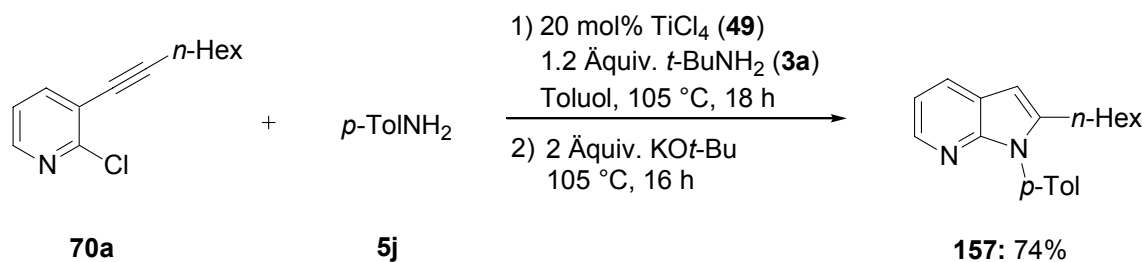 1) 20 mol% TiCl4 (49)
1.2 Äquiv. t-BuNH2 (3a)
Toluol, 105 °C, 18 h
2) 2 Äquiv. KOt-Bu
105 °C, 16 h
n-Hex
N
Cl
+
p-TolNH2
N
N
n-Hex
p-Tol
70a
5j
157: 74%